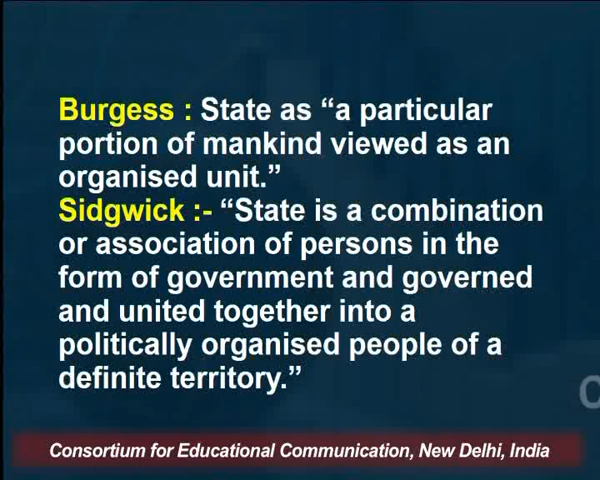 Burgess : State as “a particular
portion of mankind viewed as an
organised unit.”
Sidgwick :- “State is a combination
or association of persons in the
form of government and governed
and united together into a
politically organised people of a
definite territory.”
C
Consortium for Educational Communication, New Delhi, India